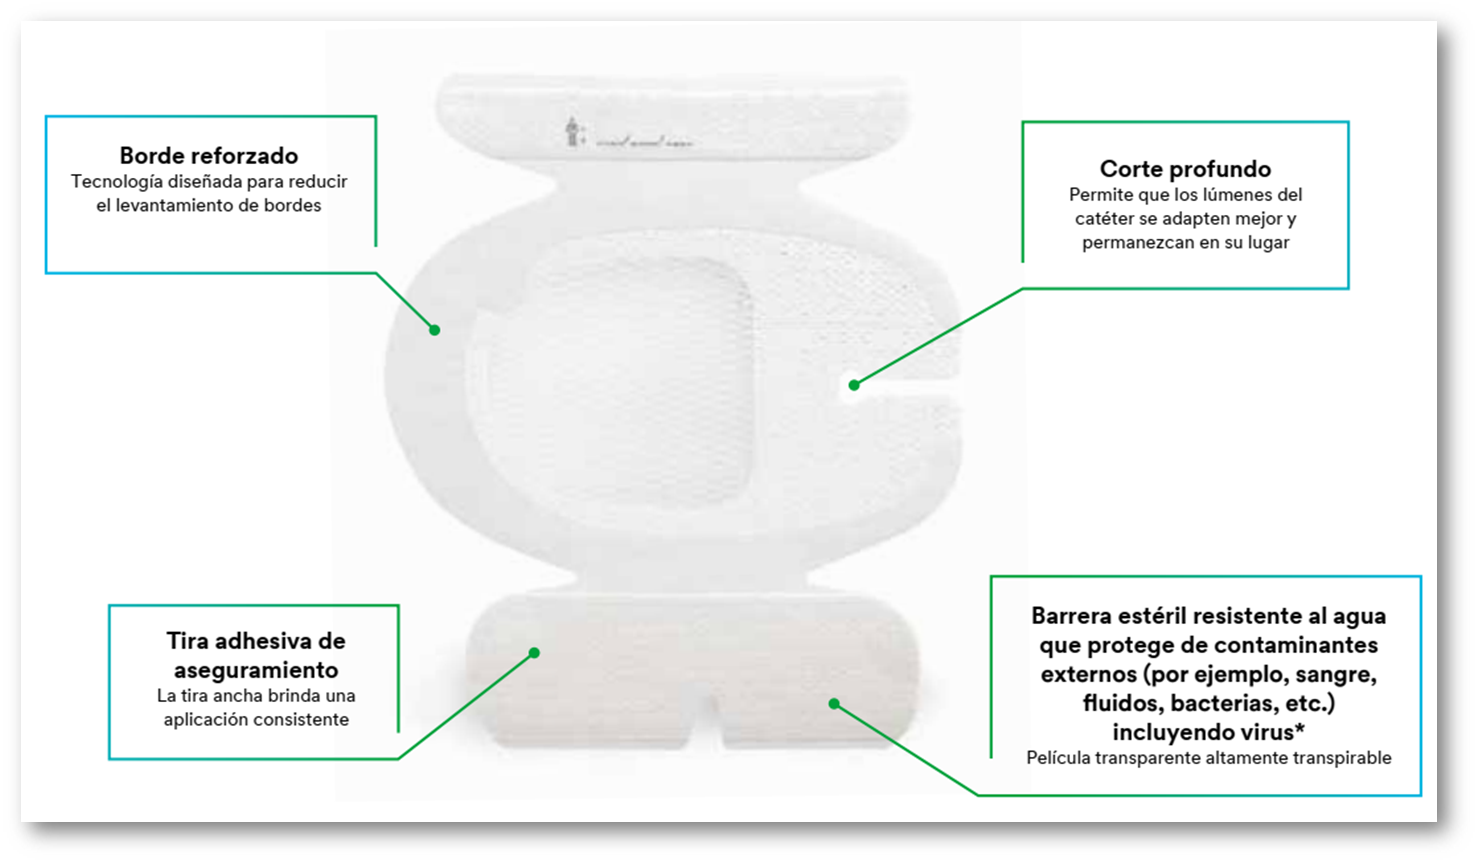 Borde reforzado
Tecnología diseñada para reducir
el levantamiento de bordes
Corte profundo
Permite que los lúmenes del
catéter se adapten mejor y
permanezcan en su lugar
Tira adhesiva de
aseguramiento
La tira ancha brinda una
aplicación consistente
Barrera estéril resistente al agua
que protege de contaminantes
externos (por ejemplo, sangre,
fluidos, bacterias, etc.)
incluyendo virus*
Película transparente altamente transpirable